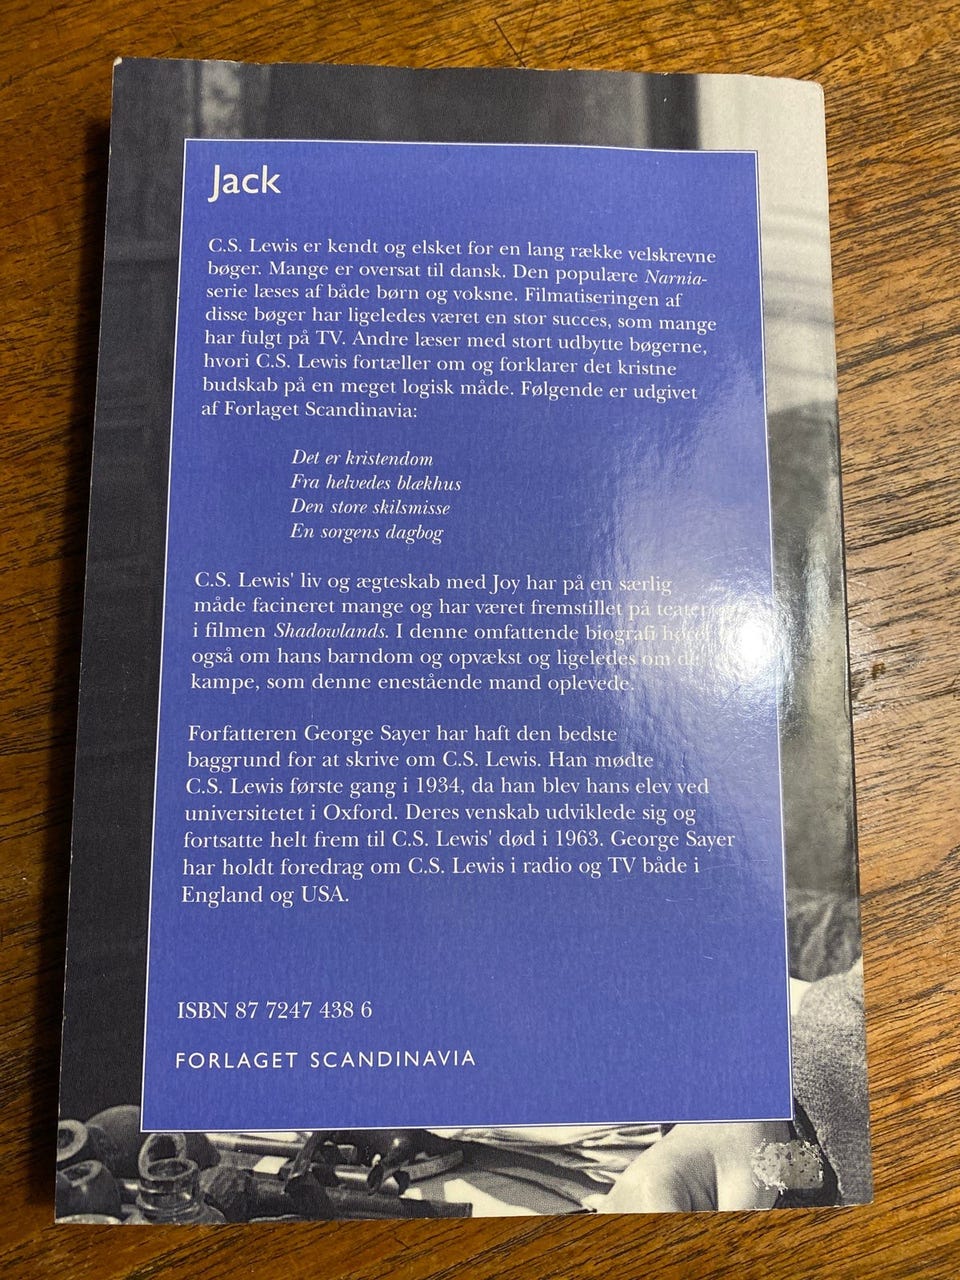 Jack
C.S. Lewis er kendt og elsket for en lang række velskrevne
bøger. Mange er oversat til dansk. Den populære Narnia-
serie læses af både børn og voksne. Filmatiseringen af
disse bøger har ligeledes været en stor succes, som mange
har fulgt på TV. Andre læser med stort udbytte bøgerne,
hvori C.S. Lewis fortæller om og forklarer det kristne
budskab på en meget logisk måde. Følgende er udgivet
af Forlaget Scandinavia:
Det er kristendom
Fra helvedes blækhus
Den store skilsmisse
En sorgens dagbog
C.S. Lewis' liv og ægteskab med Joy har på en særlig
måde facineret mange og har været fremstillet på teater
i filmen Shadowlands. I denne omfattende biografi hører
også om hans barndom og opvækst og ligeledes om de
kampe, som denne enestående mand oplevede.
Forfatteren George Sayer har haft den bedste
baggrund for at skrive om C.S. Lewis. Han mødte
C.S. Lewis første gang i 1934, da han blev hans elev ved
universitetet i Oxford. Deres venskab udviklede sig og
fortsatte helt frem til C.S. Lewis' død i 1963. George Sayer
har holdt foredrag om C.S. Lewis i radio og TV både i
England og USA.
ISBN 87 7247 438 6
FORLAGET SCANDINAVIA